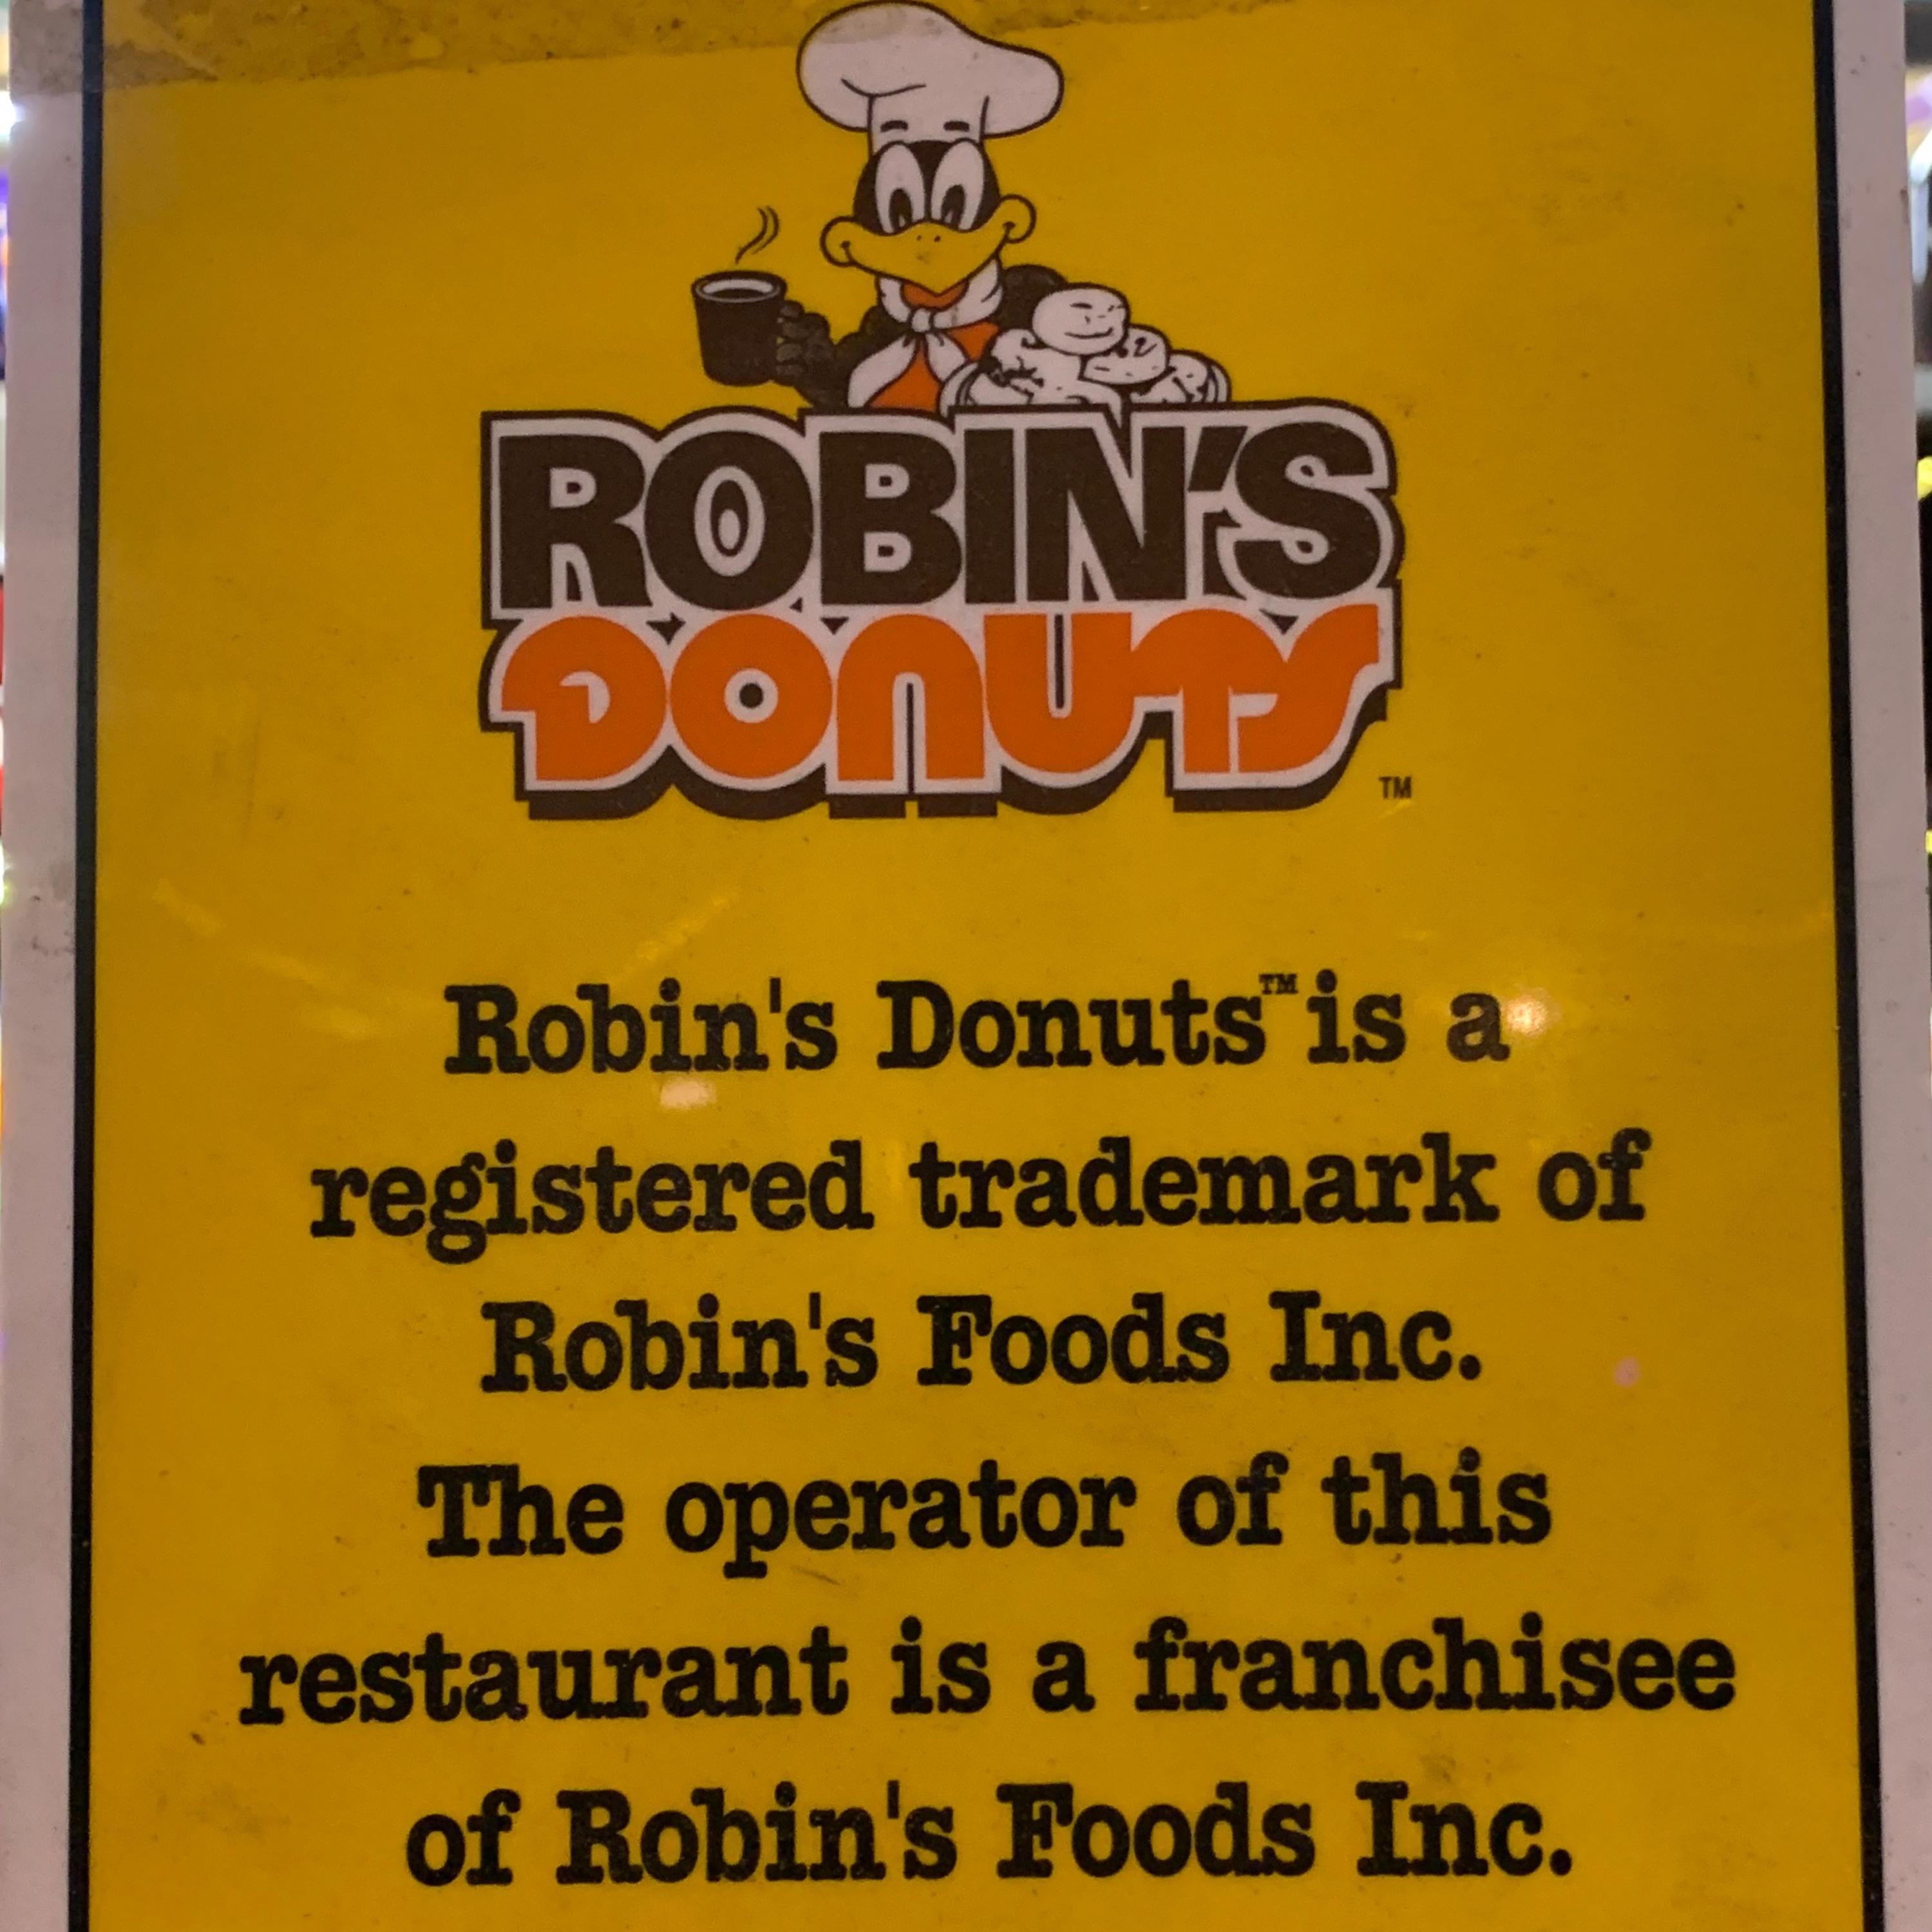 ROBIN'S
DONUTS
TM
Robin's Donuts™ is a
registered trademark of
Robin's Foods Inc.
The operator of this
restaurant is a franchisee
of Robin's Foods Inc.